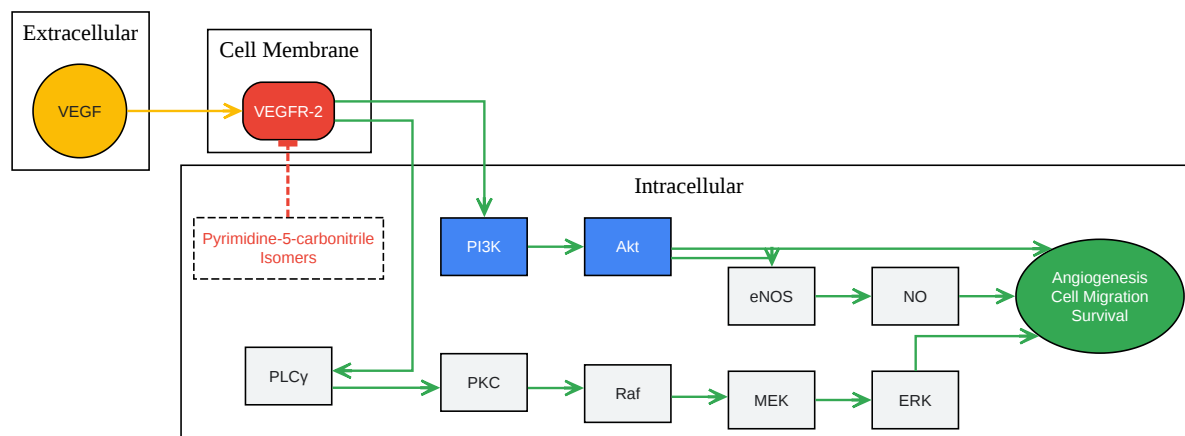 Extracellular
Cell Membrane
VEGF
VEGFR-2
Intracellular
Pyrimidine-5-carbonitrile
Isomers
PI3K
Akt
eNOS
NO
Angiogenesis
Cell Migration
Survival
PLCγ
PKC
Raf
MEK
ERK